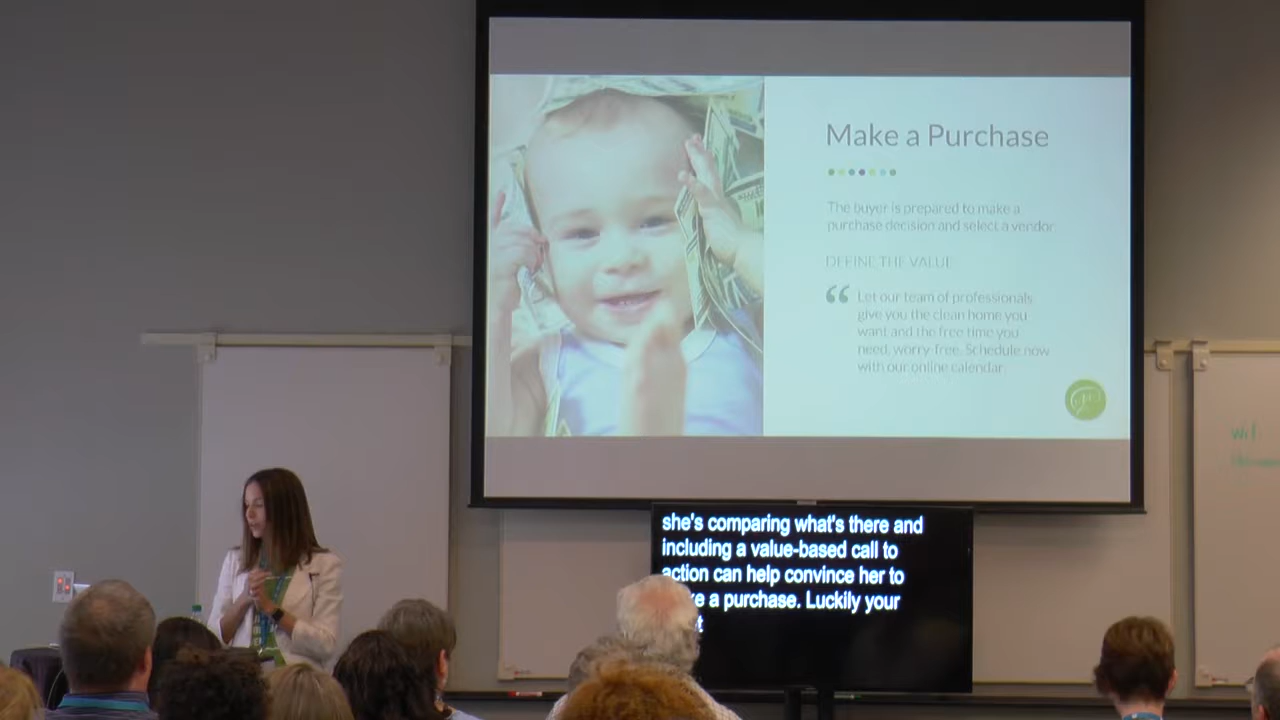 Make a Purchase
The buyer is prepared to make a
purchase decision and select a vendor.
DEFINE THE VALUE
“ Let our team of professionals
give you the clean home you
want and the free time you
need, worry-free. Schedule now
with our online calendar.
she's comparing what's there and
including a value-based call to
action can help convince her to
e a purchase. Luckily your